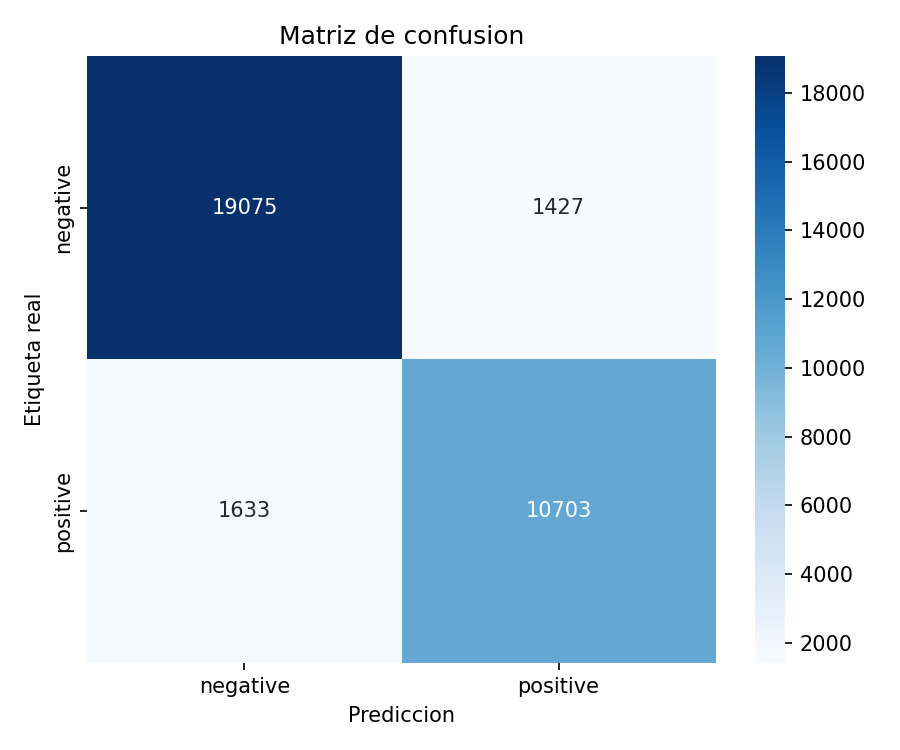 Matriz de confusion
negative
19075
1427
Etiqueta real
positive
1633
10703
negative
positive
Prediccion
18000
16000
14000
12000
10000
8000
6000
4000
2000